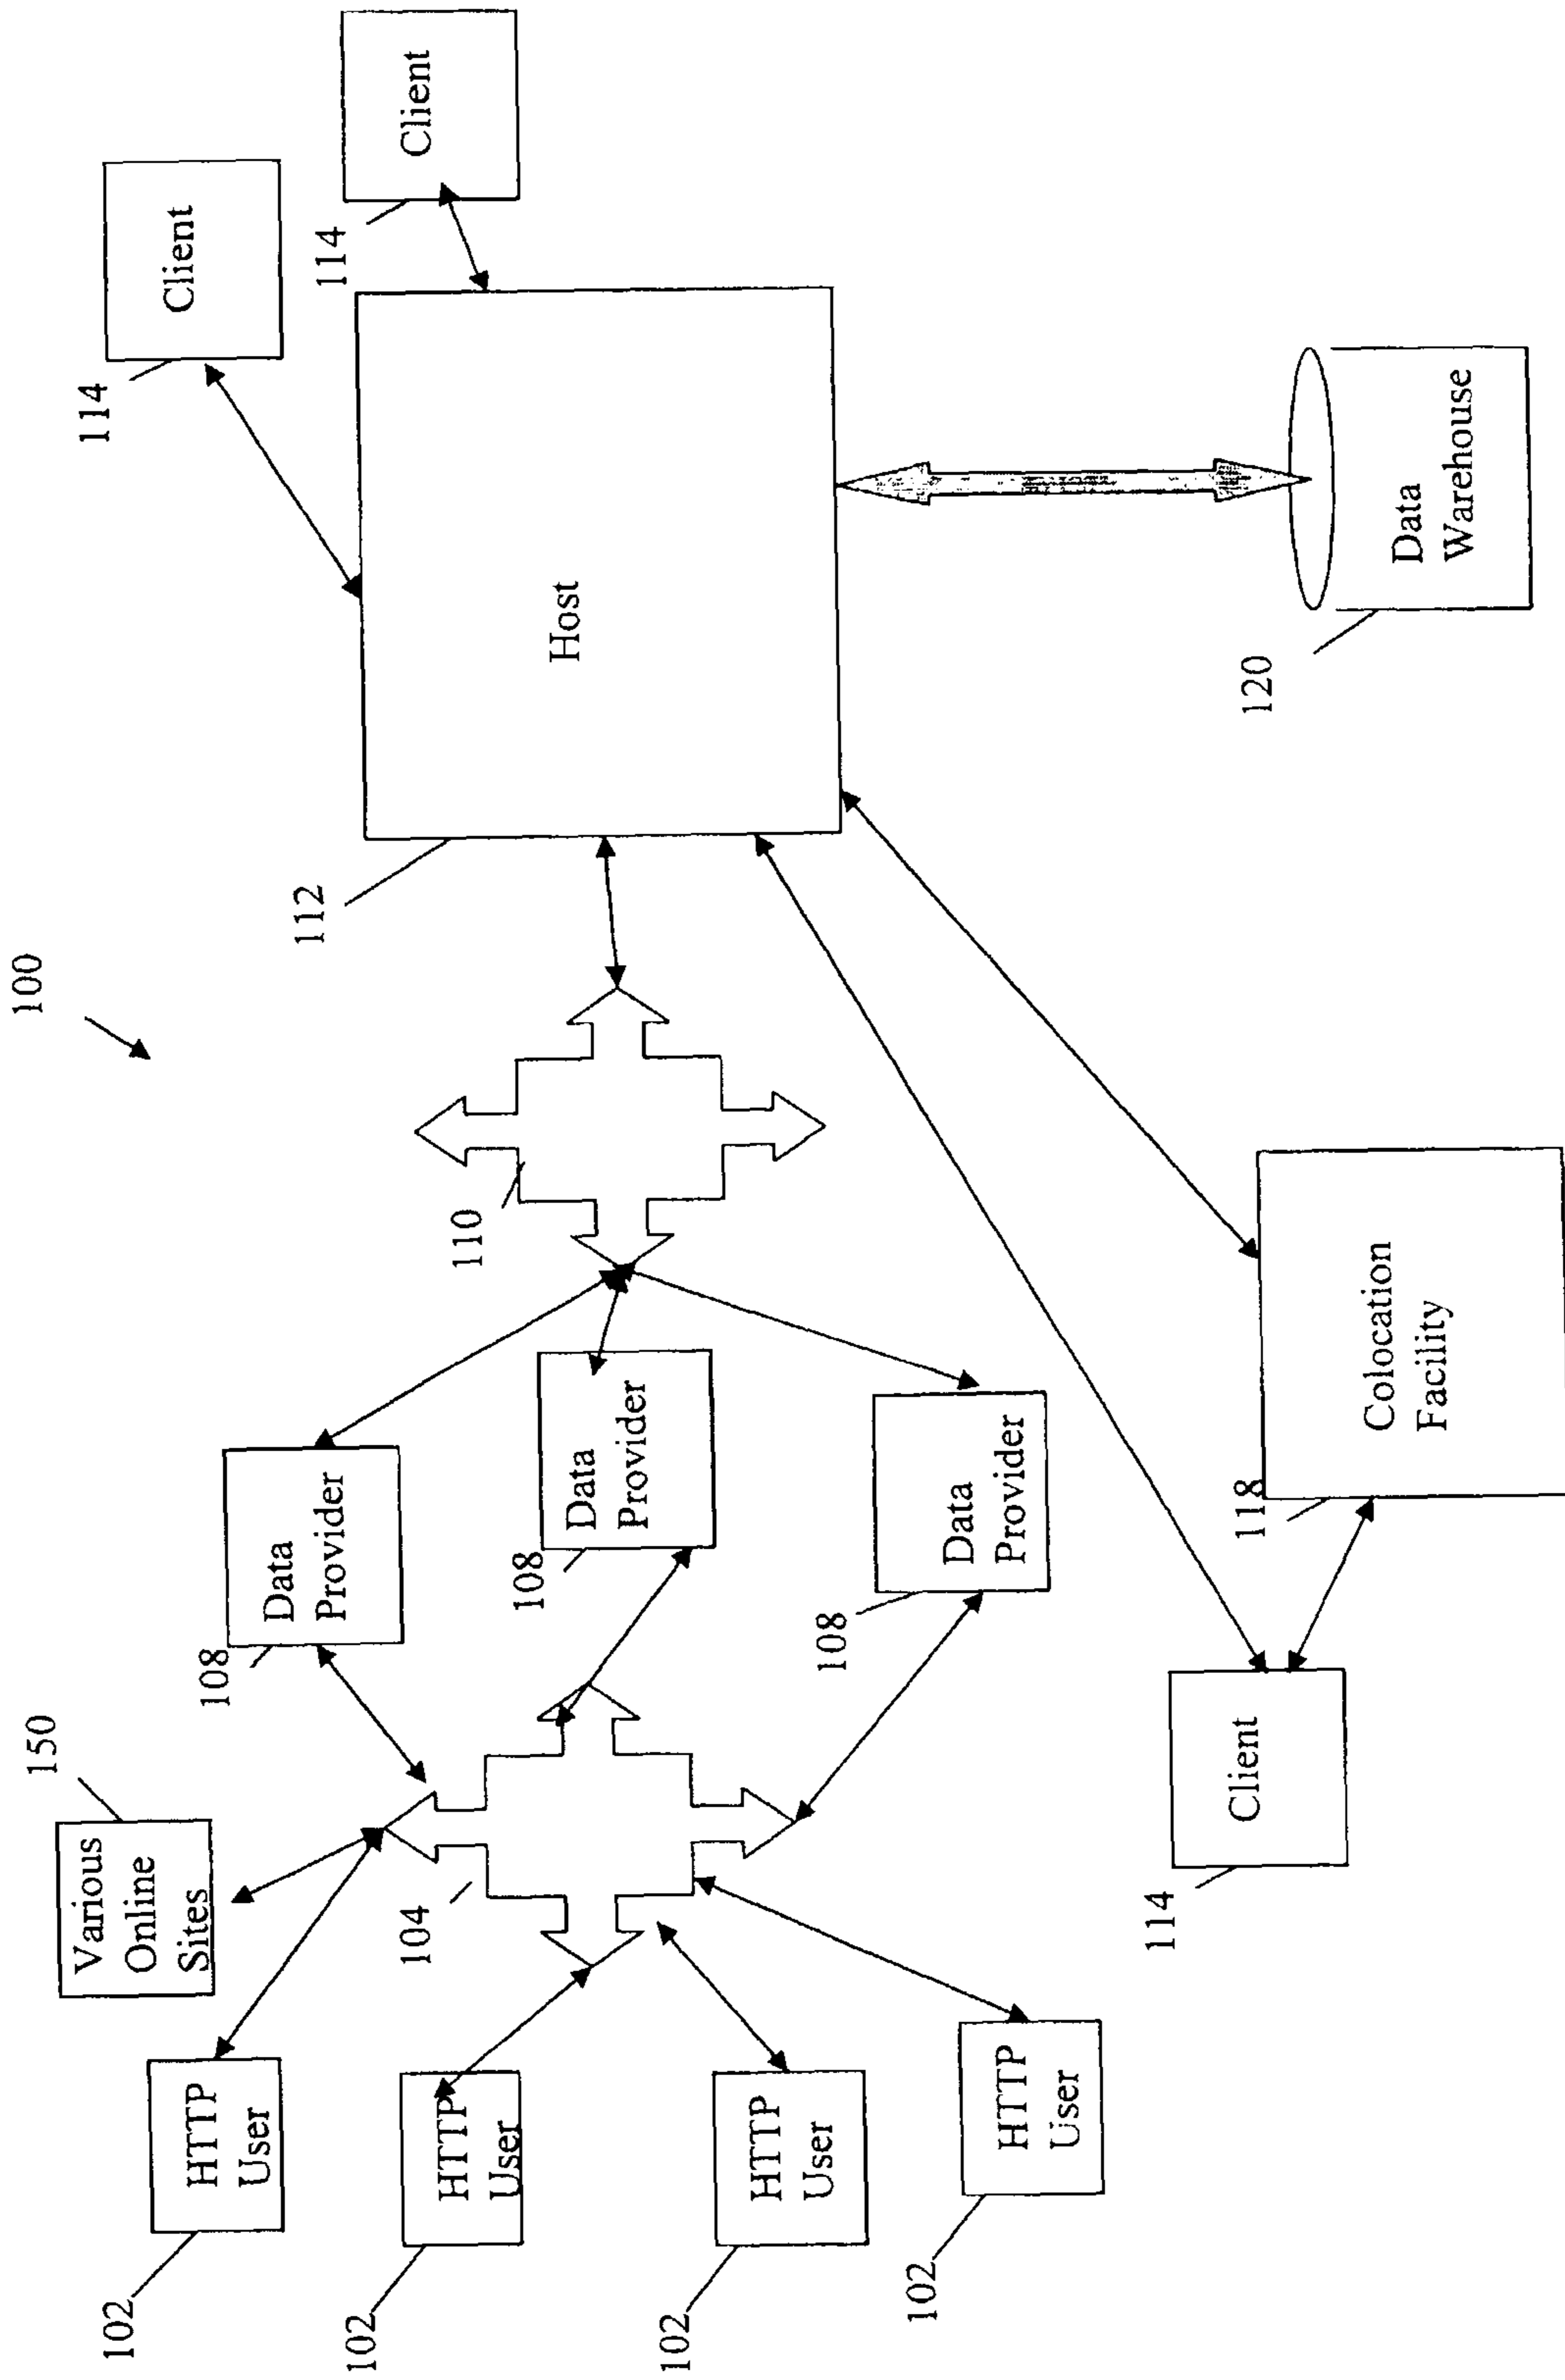 100
150
Various
Online
Sites
108
Data
Provider
114
Client
102
HTTP
User
104
110
112
Host
114
Client
102
HTTP
User
108
Data
Provider
102
HTTP
User
108
Data
Provider
102
HTTP
User
114
Client
118
Colocation
Facility
120
Data
Warehouse